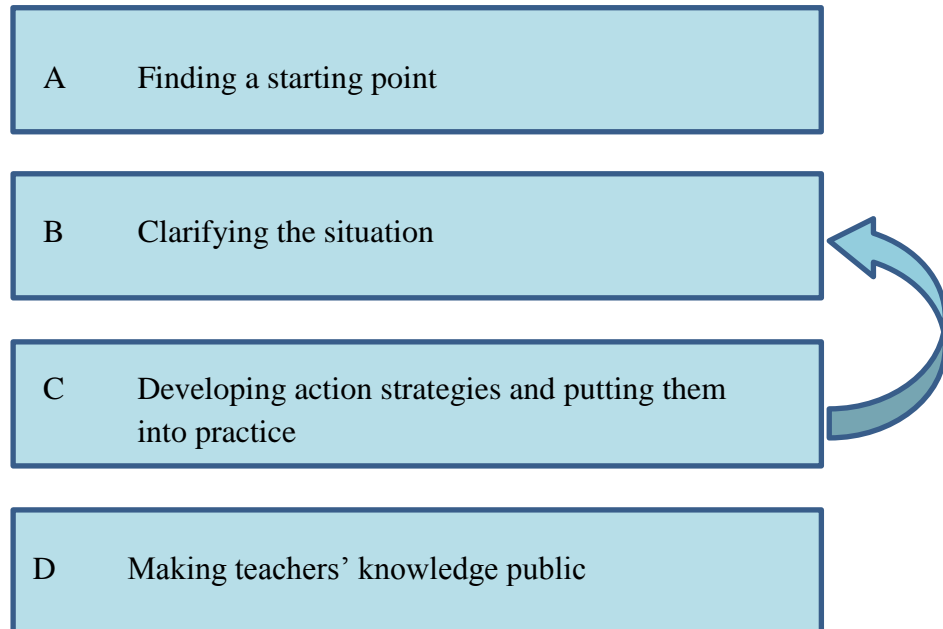 A Finding a starting point
B Clarifying the situation
C Developing action strategies and putting them
into practice
D Making teachers’ knowledge public